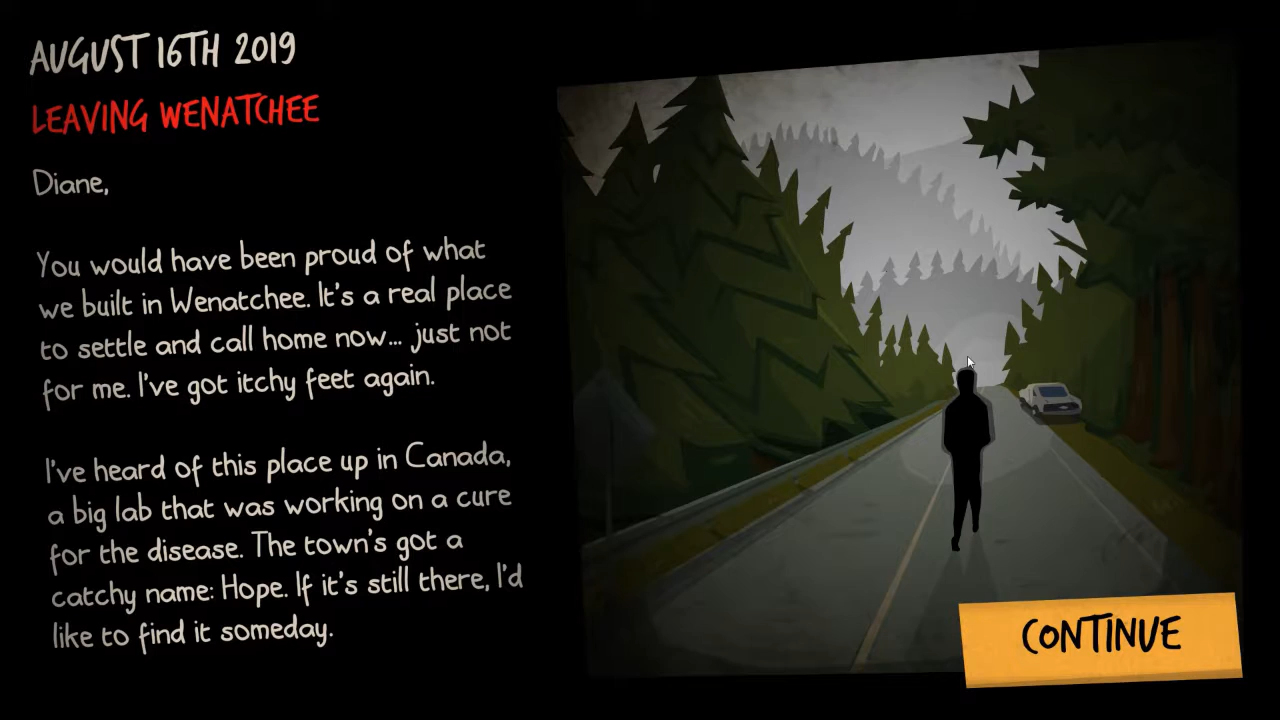 AUGUST 16TH 2019
LEAVING WENATCHEE
Diane,
You would have been proud of what
we built in Wenatchee. It's a real place
to settle and call home now... just not
for me. I've got itchy feet again.
I've heard of this place up in Canada,
a big lab that was working on a cure
for the disease. The town's got a
catchy name: Hope. If it's still there, I'd
like to find it someday.
CONTINUE